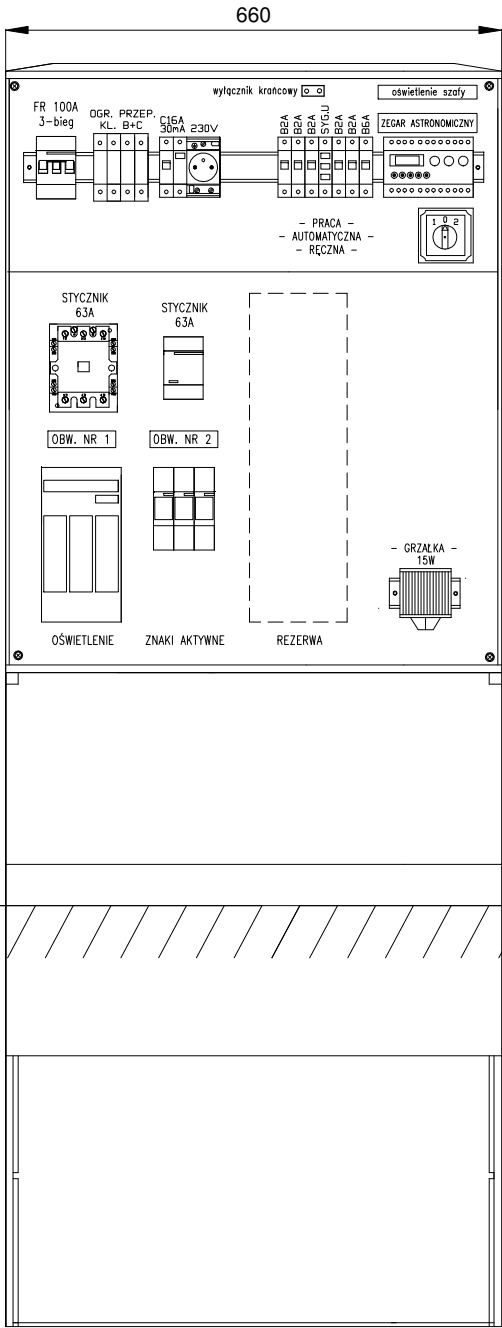 660
wyłącznik krańcowy
oświetlenie szafy
FR 100A
3-bieg
OGR. PRZEP.
KL. B+C
C16A
30mA 230V
B2A
B2A
B2A
SYG.U
B2A
B2A
B6A
ZEGAR ASTRONOMICZNY
- PRACA -
- AUTOMATYCZNA -
- RĘCZNA -
1 0 2
STYCZNIK
63A
STYCZNIK
63A
OBW. NR 1
OBW. NR 2
- GRZAŁKA -
15W
OŚWIETLENIE
ZNAKI AKTYWNE
REZERWA